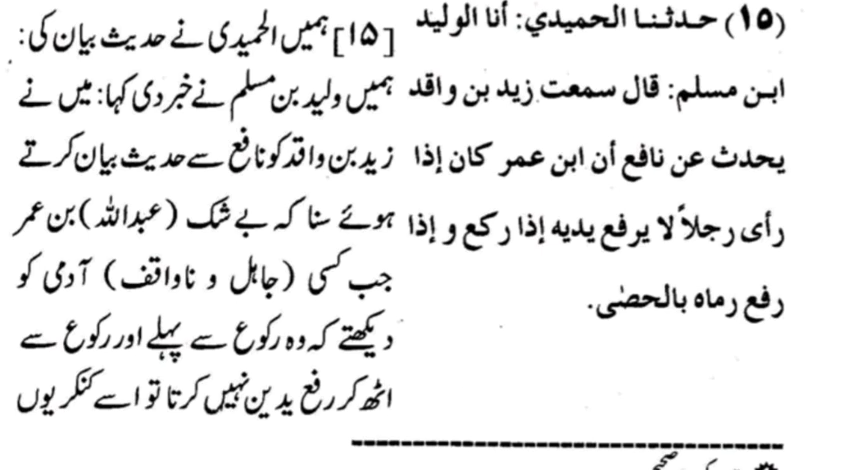 (۱۵) حدثنا الحميدي: أنا الوليد
ابن مسلم: قال سمعت زيد بن واقد
يحدث عن نافع أن ابن عمر كان إذا
رأى رجلاً لا يرفع يديه إذا ركع و إذا
رفع رماه بالحصٰى.
[۱۵] ہمیں الحمیدی نے حدیث بیان کی:
ہمیں ولید بن مسلم نے خبر دی کہا: میں نے
زید بن واقد کو نافع سے حدیث بیان کرتے
ہوئے سنا کہ بے شک (عبداللہ) بن عمر
جب کسی (جاہل و ناواقف) آدمی کو
دیکھتے کہ وہ رکوع سے پہلے اور رکوع سے
اٹھ کر رفع یدین نہیں کرتا تو اسے کنکریوں